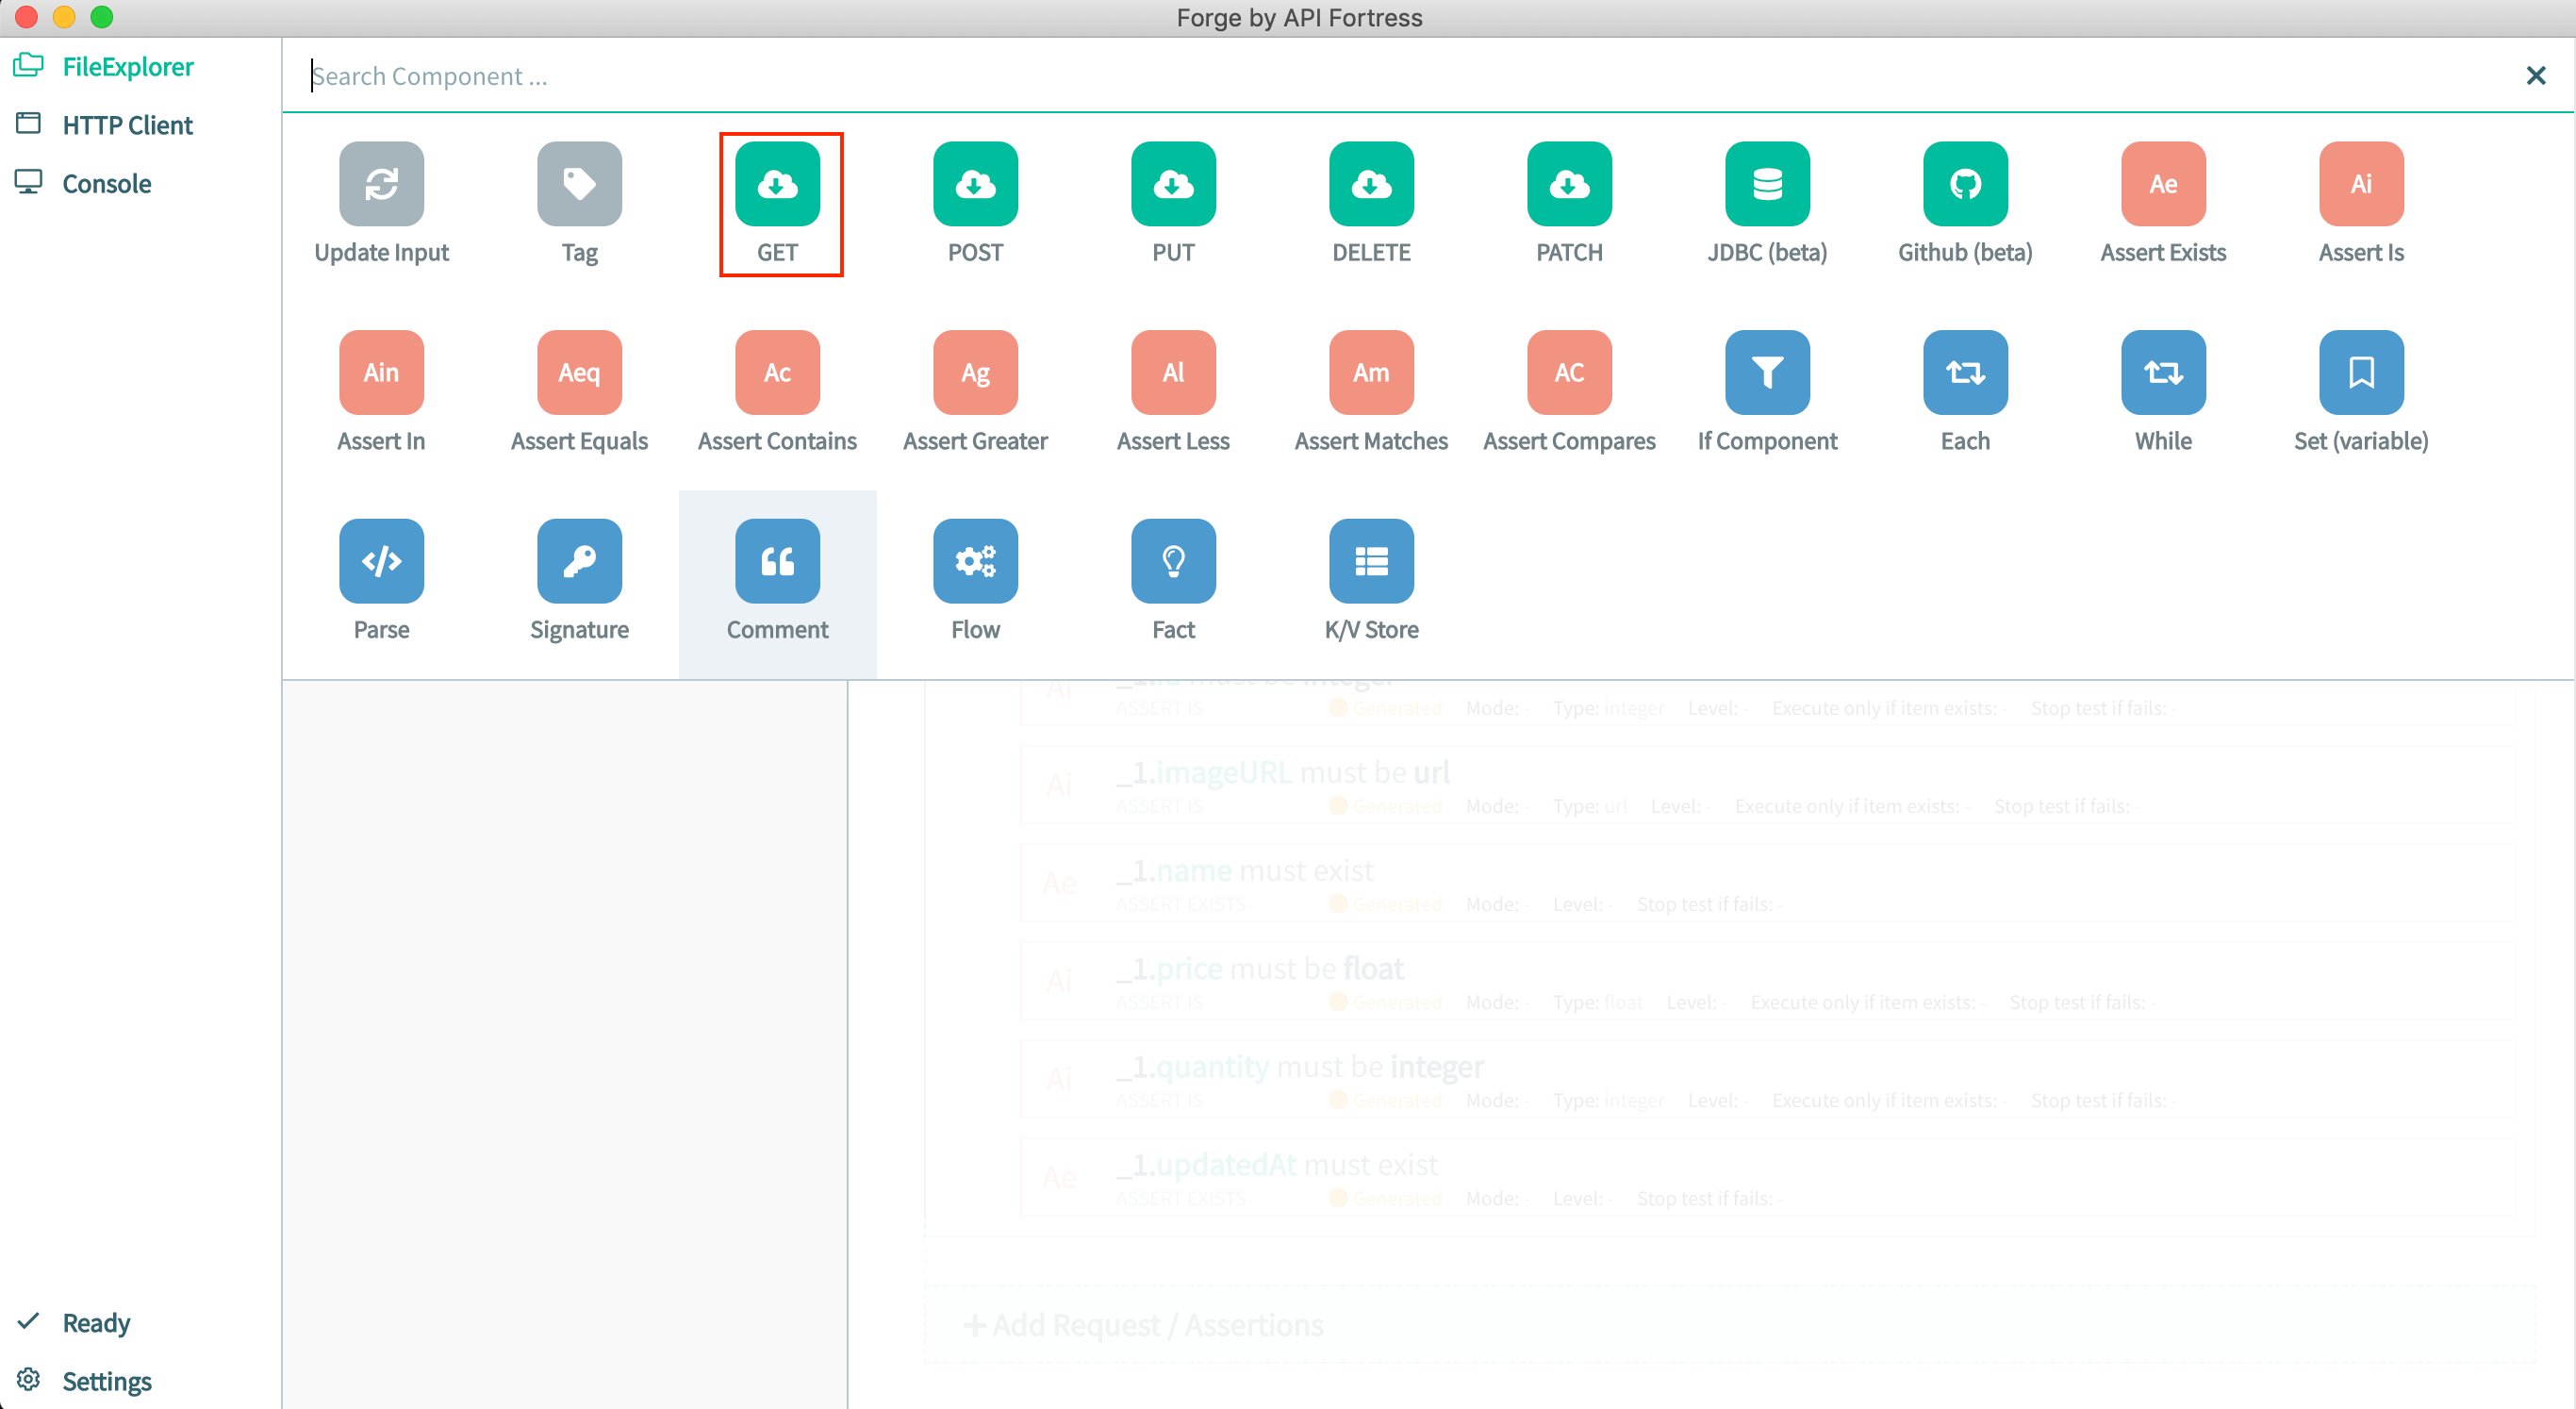 Forge by API Fortress
FileExplorer
HTTP Client
Console
Search Component ...
Update Input
Tag
GET
POST
PUT
DELETE
PATCH
JDBC (beta)
Github (beta)
Ae
Assert Exists
Ai
Assert Is
Ain
Assert In
Aeq
Assert Equals
Ac
Assert Contains
Ag
Assert Greater
Al
Assert Less
Am
Assert Matches
AC
Assert Compares
If Component
Each
While
Set (variable)
Parse
Signature
Comment
Flow
Fact
K/V Store
Ai
_1.id must be integer
ASSERT IS Generated Mode: - Type: integer Level: - Execute only if item exists: - Stop test if fails: -
Ai
_1.imageURL must be url
ASSERT IS Generated Mode: - Type: url Level: - Execute only if item exists: - Stop test if fails: -
Ae
_1.name must exist
ASSERT EXISTS Generated Mode: - Level: - Stop test if fails: -
Ai
_1.price must be float
ASSERT IS Generated Mode: - Type: float Level: - Execute only if item exists: - Stop test if fails: -
Ai
_1.quantity must be integer
ASSERT IS Generated Mode: - Type: integer Level: - Execute only if item exists: - Stop test if fails: -
Ae
_1.updatedAt must exist
ASSERT EXISTS Generated Mode: - Level: - Stop test if fails: -
+ Add Request / Assertions
Ready
Settings